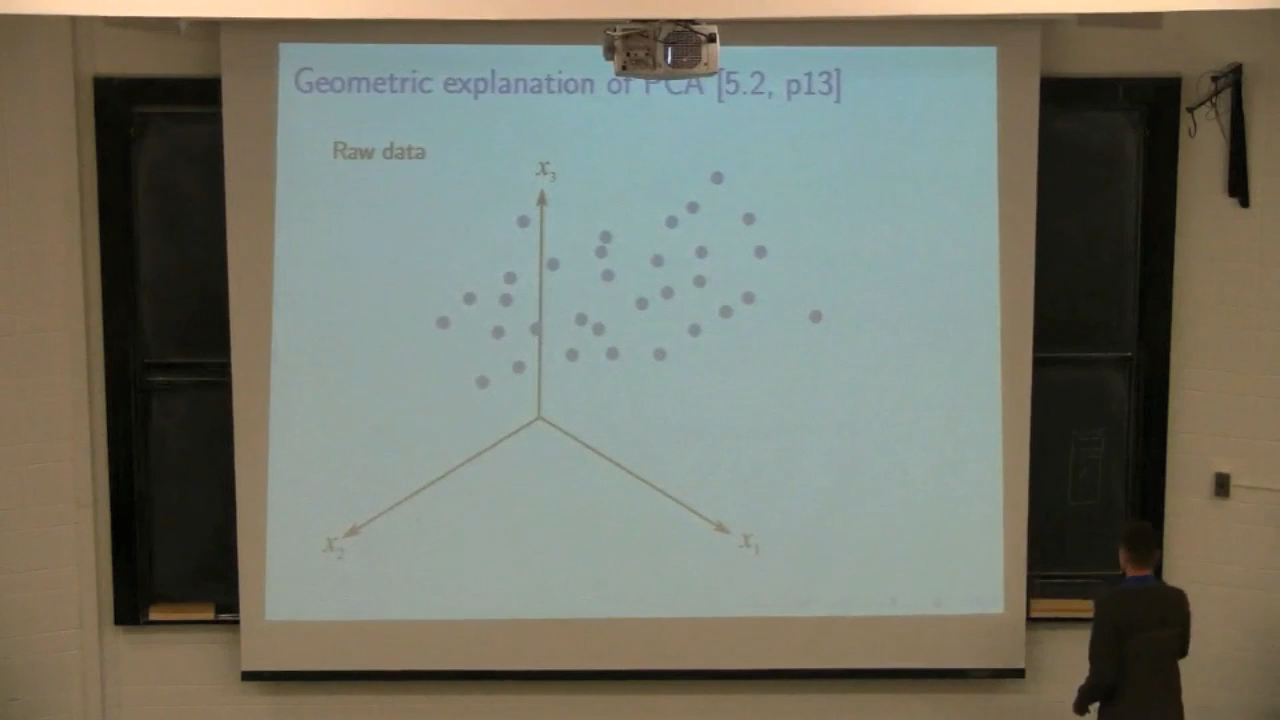 Geometric explanation of PCA [5.2, p13]
Raw data
x₃
x₂
x₁